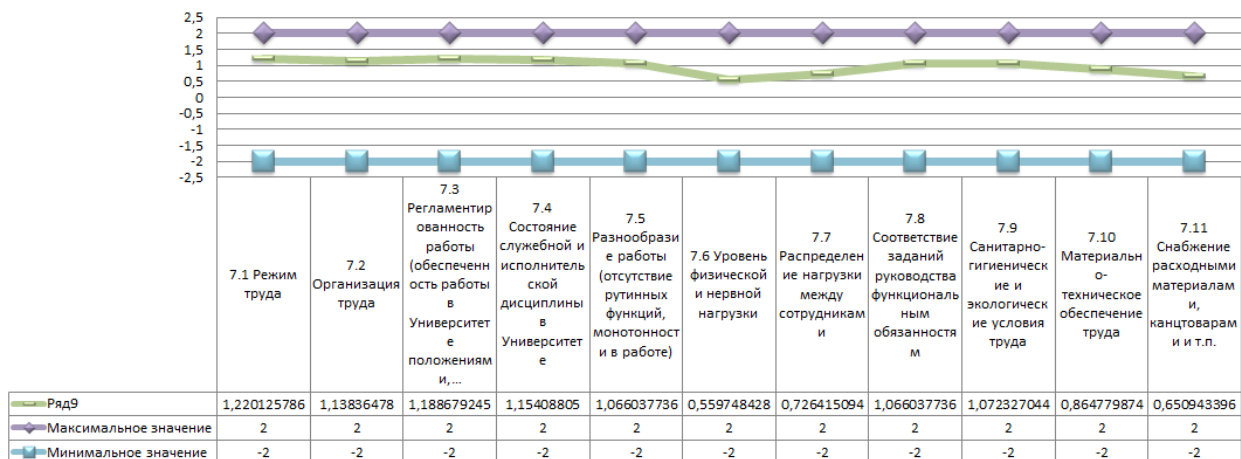 2,5
2
1,5
1
0,5
0
-0,5
-1
-1,5
-2
-2,5
7.1 Режим
труда
7.2
Организация
труда
7.3
Регламентир
ованность
работы
(обеспеченн
ость работы
в
Университет
е
положениям
и,...
7.4
Состояние
служебной и
исполнитель
ской
дисциплины
в
Университет
е
7.5
Разнообрази
е работы
(отсутствие
рутинных
функций,
монотонност
и в работе)
7.6 Уровень
физической
и нервной
нагрузки
7.7
Распределен
ие нагрузки
между
сотрудникам
и
7.8
Соответствие
заданий
руководства
функциональ
ным
обязанностя
м
7.9
Санитарно-
гигиеническ
ие и
экологическ
ие условия
труда
7.10
Материальн
о-
техническое
обеспечение
труда
7.11
Снабжение
расходными
материалам
и,
канцтоварам
и и т.п.
Ряд9 1,220125786 1,13836478 1,188679245 1,15408805 1,066037736 0,559748428 0,726415094 1,066037736 1,072327044 0,864779874 0,650943396
Максимальное значение 2 2 2 2 2 2 2 2 2 2 2
Минимальное значение -2 -2 -2 -2 -2 -2 -2 -2 -2 -2 -2